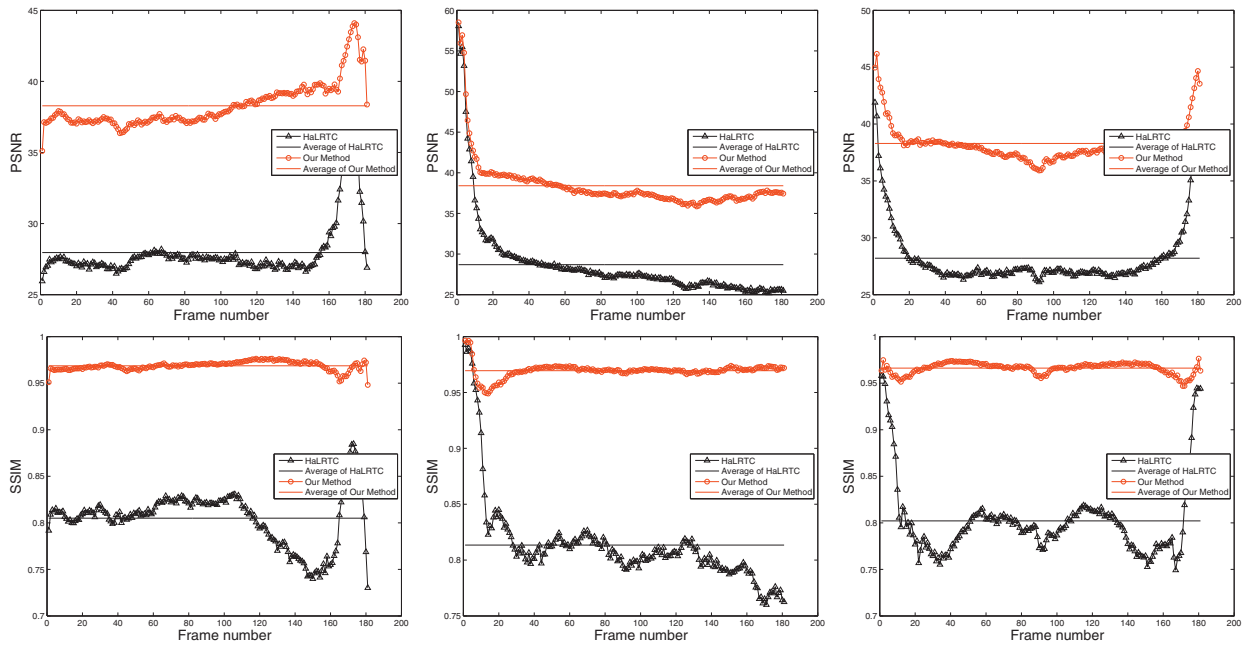 PSNR
45
40
35
30
25
0 20 40 60 80 100 120 140 160 180 200
Frame number
HaLRTC
Average of HaLRTC
Our Method
Average of Our Method
PSNR
60
55
50
45
40
35
30
25
0 20 40 60 80 100 120 140 160 180 200
Frame number
HaLRTC
Average of HaLRTC
Our Method
Average of Our Method
PSNR
50
45
40
35
30
25
0 20 40 60 80 100 120 140 160 180 200
Frame number
HaLRTC
Average of HaLRTC
Our Method
Average of Our Method
SSIM
1
0.95
0.9
0.85
0.8
0.75
0.7
0 20 40 60 80 100 120 140 160 180 200
Frame number
HaLRTC
Average of HaLRTC
Our Method
Average of Our Method
SSIM
1
0.95
0.9
0.85
0.8
0.75
0 20 40 60 80 100 120 140 160 180 200
Frame number
HaLRTC
Average of HaLRTC
Our Method
Average of Our Method
SSIM
1
0.95
0.9
0.85
0.8
0.75
0.7
0 20 40 60 80 100 120 140 160 180 200
Frame number
HaLRTC
Average of HaLRTC
Our Method
Average of Our Method